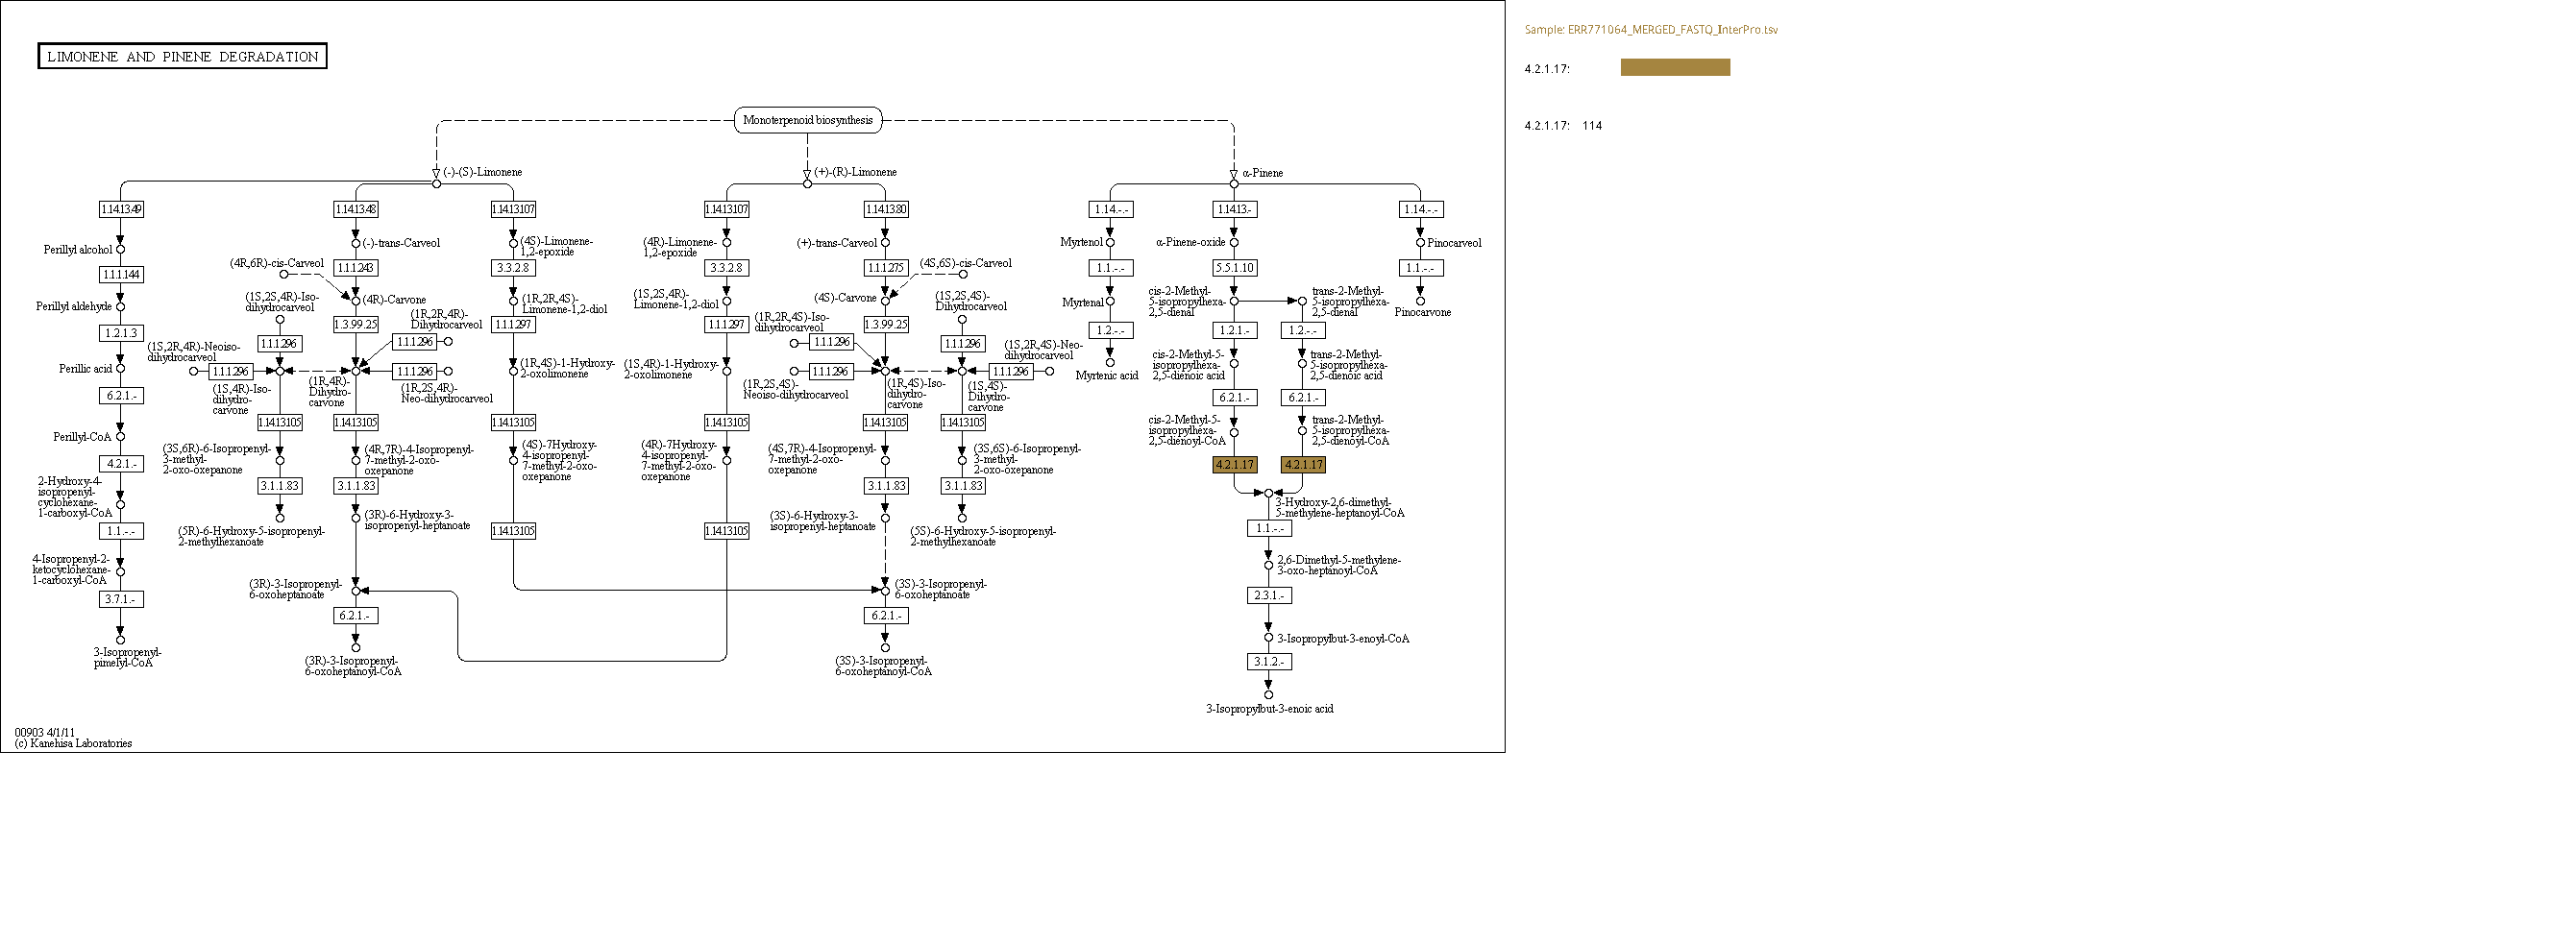 LIMONENE AND PINENE DEGRADATION
Sample: ERR771064_MERGED_FASTQ_InterPro.tsv
4.2.1.17:
4.2.1.17: 114
Monoterpenoid biosynthesis
(-)-(S)-Limonene
(+)-(R)-Limonene
α-Pinene
1.14.13.49
Perillyl alcohol
1.1.1.144
Perillyl aldehyde
1.2.1.3
Perillic acid
6.2.1.-
Perillyl-CoA
4.2.1.-
2-Hydroxy-4-
isopropenyl-
cyclohexane-
1-carboxyl-CoA
1.1.-.-
4-Isopropenyl-2-
ketocyclohexane-
1-carboxyl-CoA
3.7.1.-
3-Isopropenyl-
pimelyl-CoA
1.14.13.48
(-)-trans-Carveol
(4R,6R)-cis-Carveol
1.1.1.243
(4R)-Carvone
(1S,2S,4R)-Iso-
dihydrocarveol
1.1.1.296
1.3.99.25
(1R,2R,4R)-
Dihydrocarveol
1.1.1.296
(1S,2R,4R)-Neoiso-
dihydrocarveol
1.1.1.296
1.1.1.296
(1S,4R)-Iso-
dihydro-
carvone
(1R,4R)-
Dihydro-
carvone
(1R,2S,4R)-
Neo-dihydrocarveol
1.14.13.105
1.14.13.105
(3S,6R)-6-Isopropenyl-
3-methyl-
2-oxo-oxepanone
(4R,7R)-4-Isopropenyl-
7-methyl-2-oxo-
oxepanone
3.1.1.83
3.1.1.83
(5R)-6-Hydroxy-5-isopropenyl-
2-methylhexanoate
(3R)-6-Hydroxy-3-
isopropenyl-heptanoate
(3R)-3-Isopropenyl-
6-oxoheptanoate
6.2.1.-
(3R)-3-Isopropenyl-
6-oxoheptanoyl-CoA
1.14.13.107
(4S)-Limonene-
1,2-epoxide
3.3.2.8
(1R,2R,4S)-
Limonene-1,2-diol
1.1.1.297
(1R,4S)-1-Hydroxy-
2-oxolimonene
1.14.13.105
(4S)-7Hydroxy-
4-isopropenyl-
7-methyl-2-oxo-
oxepanone
1.14.13.105
1.14.13.107
(4R)-Limonene-
1,2-epoxide
3.3.2.8
(1S,2S,4R)-
Limonene-1,2-diol
1.1.1.297
(1S,4R)-1-Hydroxy-
2-oxolimonene
1.14.13.105
(4R)-7Hydroxy-
4-isopropenyl-
7-methyl-2-oxo-
oxepanone
1.14.13.105
1.14.13.80
(+)-trans-Carveol
1.1.1.275
(4S,6S)-cis-Carveol
(4S)-Carvone
(1R,2R,4S)-Iso-
dihydrocarveol
1.1.1.296
1.3.99.25
(1S,2S,4S)-
Dihydrocarveol
1.1.1.296
(1S,2R,4S)-Neo-
dihydrocarveol
1.1.1.296
1.1.1.296
(1R,2S,4S)-
Neoiso-dihydrocarveol
(1R,4S)-Iso-
dihydro-
carvone
(1S,4S)-
Dihydro-
carvone
1.14.13.105
1.14.13.105
(4S,7R)-4-Isopropenyl-
7-methyl-2-oxo-
oxepanone
(3S,6S)-6-Isopropenyl-
3-methyl-
2-oxo-oxepanone
3.1.1.83
3.1.1.83
(3S)-6-Hydroxy-3-
isopropenyl-heptanoate
(5S)-6-Hydroxy-5-isopropenyl-
2-methylhexanoate
(3S)-3-Isopropenyl-
6-oxoheptanoate
6.2.1.-
(3S)-3-Isopropenyl-
6-oxoheptanoyl-CoA
1.14.-.-
Myrtenol
1.1.-.-
Myrtenal
1.2.-.-
Myrtenic acid
1.14.13.-
α-Pinene-oxide
5.5.1.10
cis-2-Methyl-
5-isopropylhexa-
2,5-dienal
trans-2-Methyl-
5-isopropylhexa-
2,5-dienal
1.2.1.-
1.2.-.-
cis-2-Methyl-5-
isopropylhexa-
2,5-dienoic acid
trans-2-Methyl-
5-isopropylhexa-
2,5-dienoic acid
6.2.1.-
6.2.1.-
cis-2-Methyl-5-
isopropylhexa-
2,5-dienoyl-CoA
trans-2-Methyl-
5-isopropylhexa-
2,5-dienoyl-CoA
4.2.1.17
4.2.1.17
3-Hydroxy-2,6-dimethyl-
5-methylene-heptanoyl-CoA
1.1.-.-
2,6-Dimethyl-5-methylene-
3-oxo-heptanoyl-CoA
2.3.1.-
3-Isopropylbut-3-enoyl-CoA
3.1.2.-
3-Isopropylbut-3-enoic acid
1.14.-.-
Pinocarveol
1.1.-.-
Pinocarvone
00903 4/1/11
(c) Kanehisa Laboratories